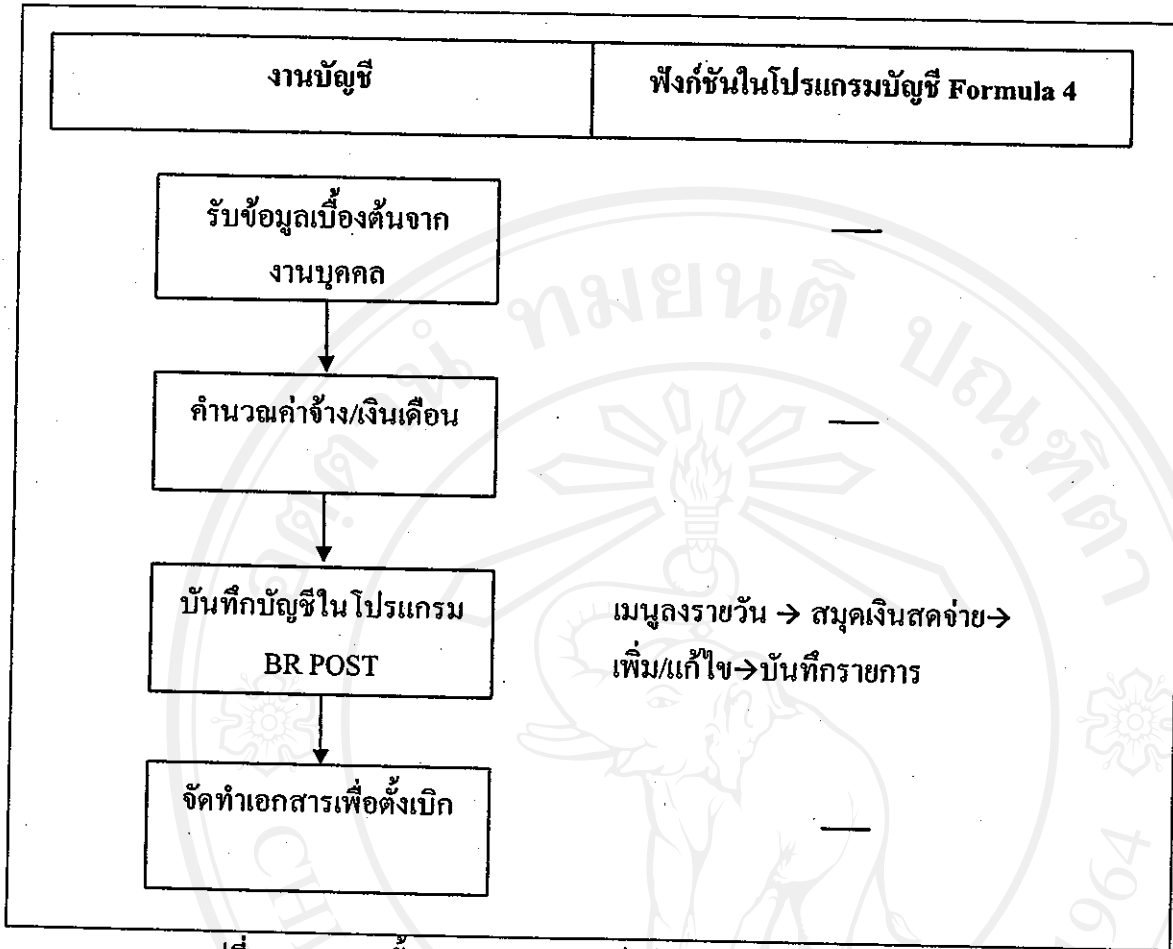 งานบัญชี
ฟังก์ชันในโปรแกรมบัญชี Formula 4
รับข้อมูลเบื้องต้นจาก
งานบุคคล
—
คำนวณค่าจ้าง/เงินเดือน
—
บันทึกบัญชีในโปรแกรม
BR POST
เมนูลงรายวัน → สมุดเงินสดจ่าย→
เพิ่ม/แก้ไข→บันทึกรายการ
จัดทำเอกสารเพื่อตั้งเบิก
—
1964